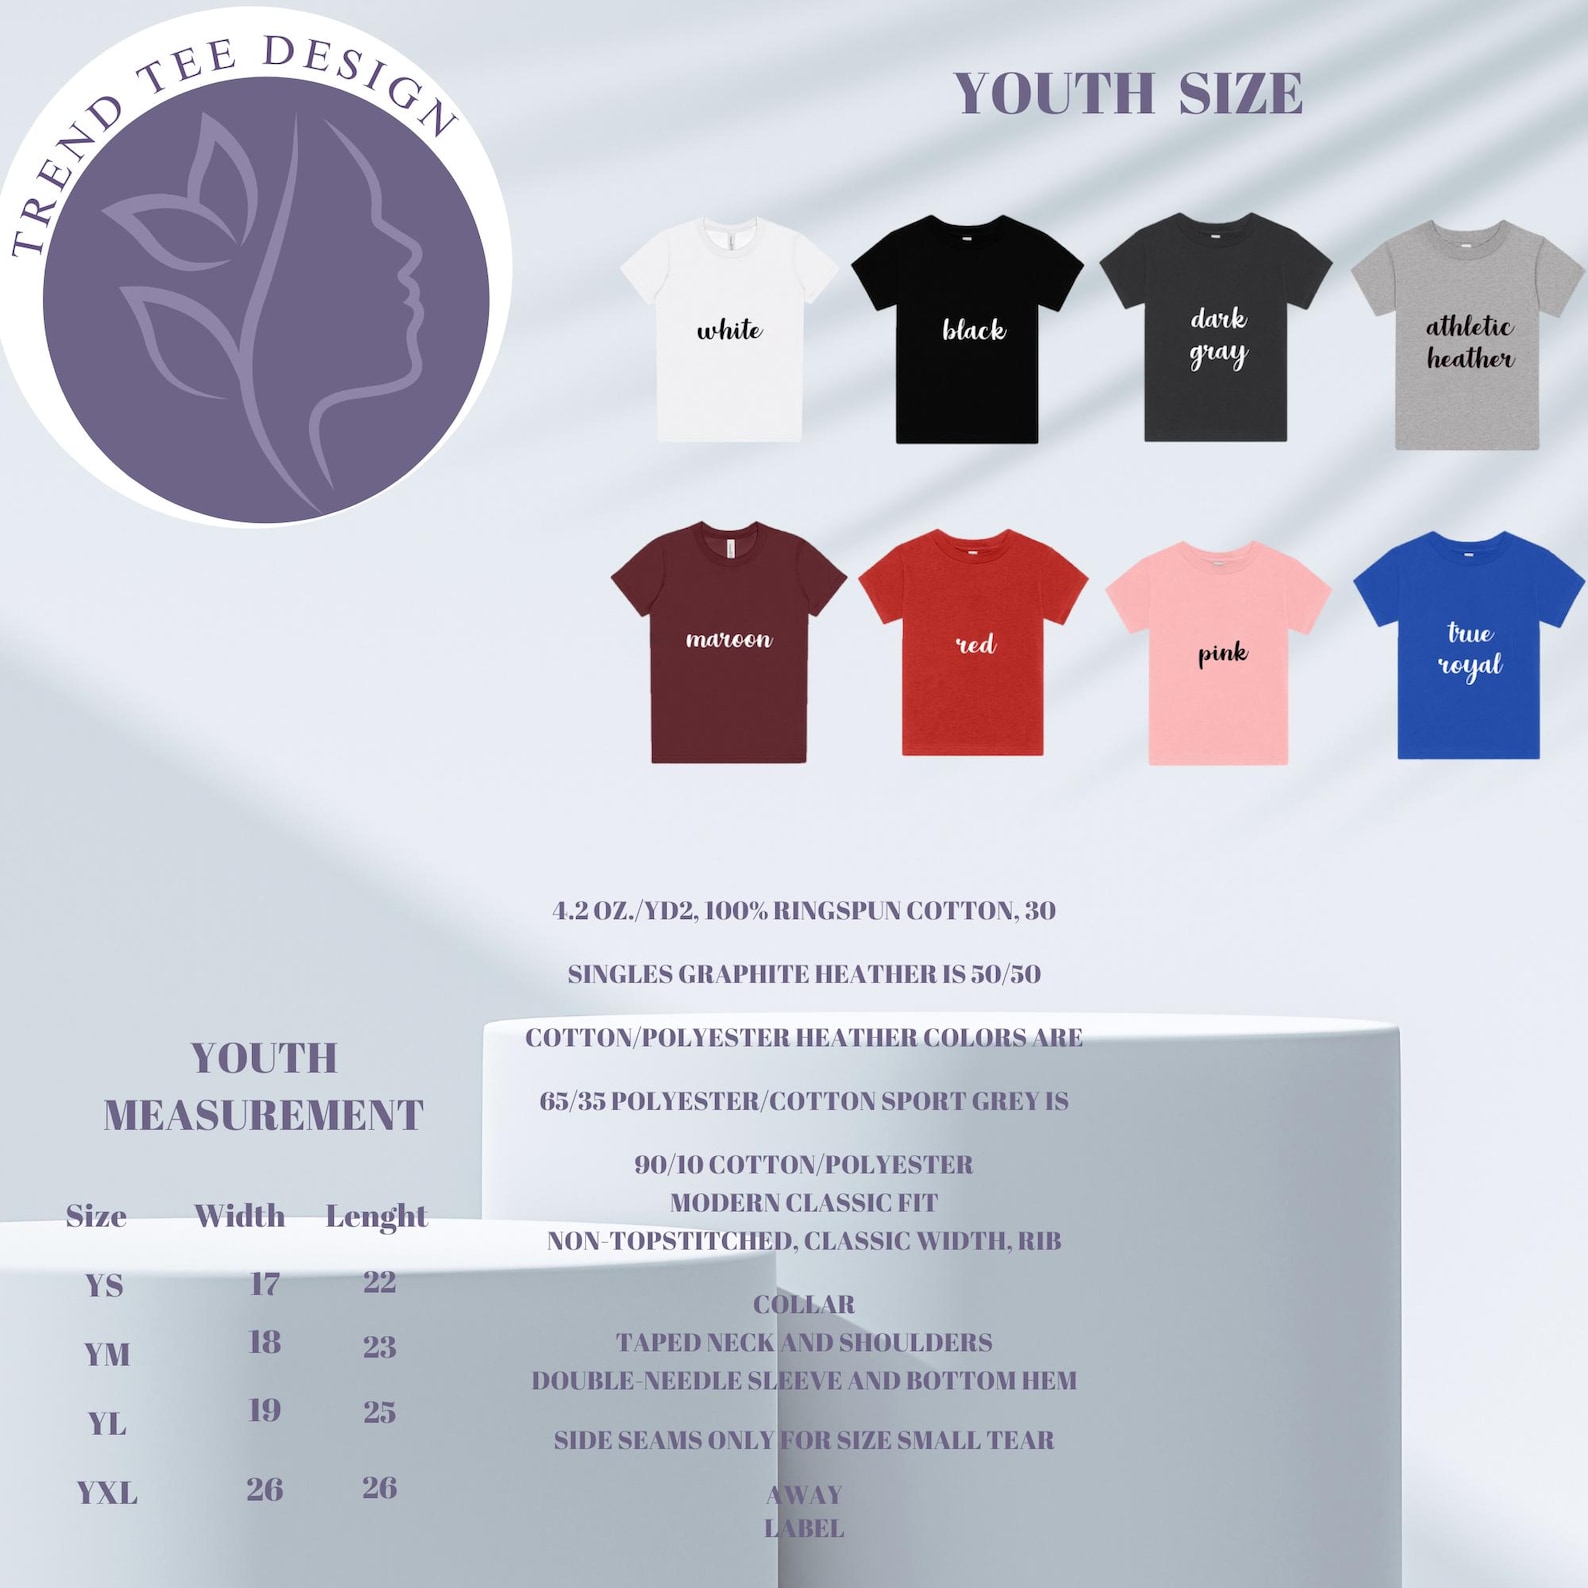 TREND TEE DESIGN
YOUTH SIZE
white
black
dark
gray
athletic
heather
maroon
red
pink
true
royal
4.2 OZ./YD2, 100% RINGSPUN COTTON, 30
SINGLES GRAPHITE HEATHER IS 50/50
COTTON/POLYESTER HEATHER COLORS ARE
65/35 POLYESTER/COTTON SPORT GREY IS
90/10 COTTON/POLYESTER
MODERN CLASSIC FIT
NON-TOPSTITCHED, CLASSIC WIDTH, RIB
COLLAR
TAPED NECK AND SHOULDERS
DOUBLE-NEEDLE SLEEVE AND BOTTOM HEM
SIDE SEAMS ONLY FOR SIZE SMALL TEAR
AWAY
LABEL
YOUTH
MEASUREMENT
Size Width Lenght
YS 17 22
YM 18 23
YL 19 25
YXL 26 26